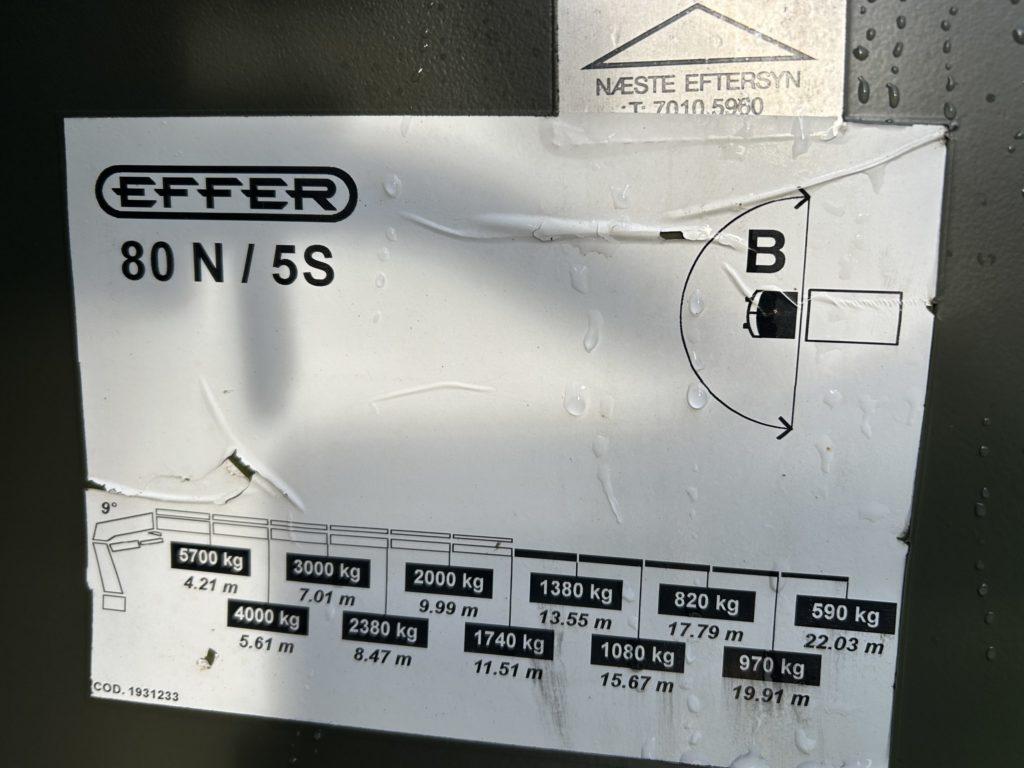 NÆSTE EFTERSYN
T: 7010 5960
EFFER
80 N / 5S
B
9°
5700 kg
4.21 m
4000 kg
5.61 m
3000 kg
7.01 m
2380 kg
8.47 m
2000 kg
9.99 m
1740 kg
11.51 m
1380 kg
13.55 m
1080 kg
15.67 m
820 kg
17.79 m
970 kg
19.91 m
590 kg
22.03 m
COD. 1931233